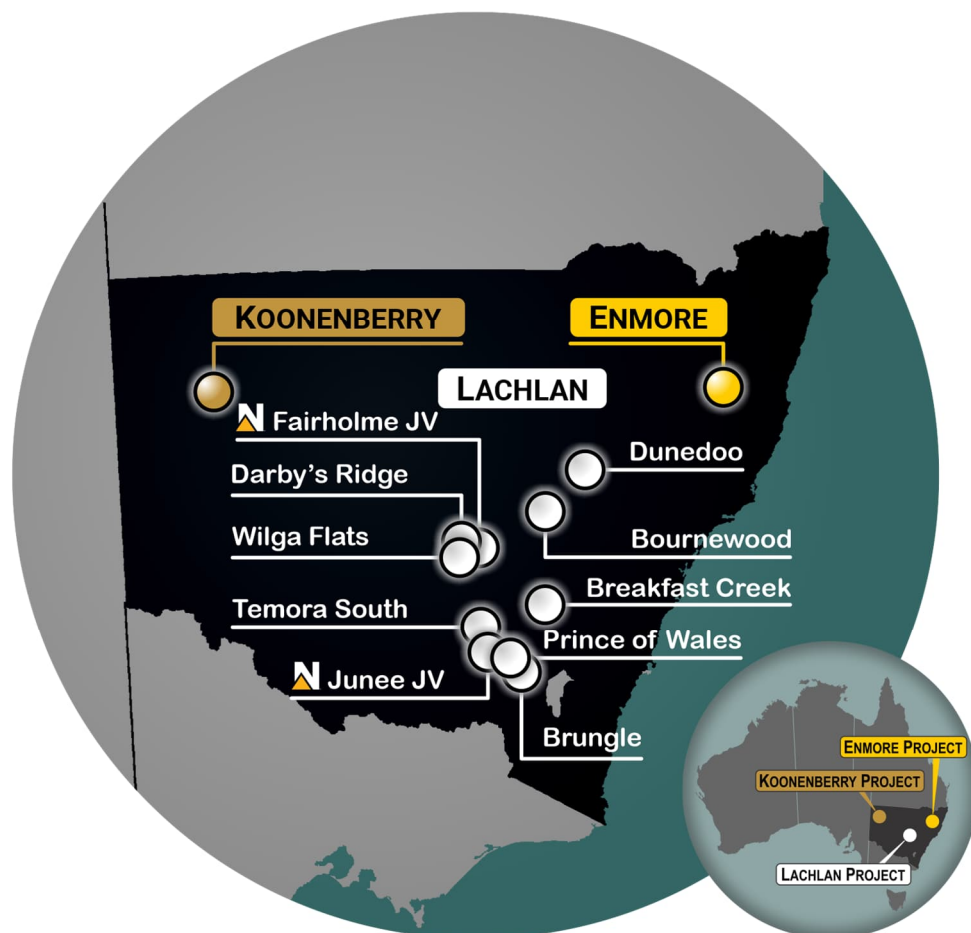 KOONENBERRY
ENMORE
LACHLAN
N Fairholme JV
Dunedoo
Darby's Ridge
Wilga Flats
Bournewood
Breakfast Creek
Temora South
Prince of Wales
N Junee JV
Brungle
ENMORE PROJECT
KOONENBERRY PROJECT
LACHLAN PROJECT